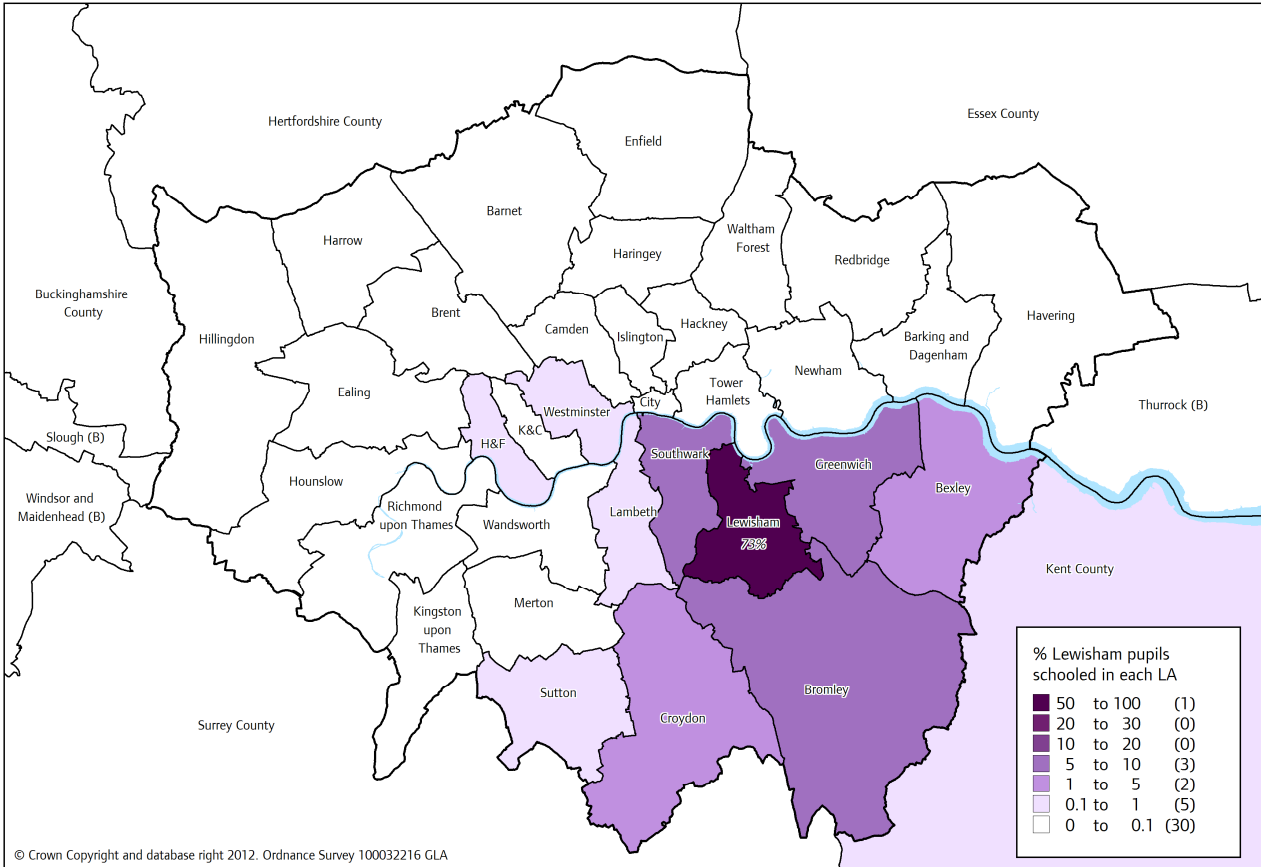 Hertfordshire County
Essex County
Enfield
Barnet
Harrow
Waltham
Forest
Haringey
Redbridge
Buckinghamshire
County
Hillingdon
Brent
Camden
Islington
Hackney
Havering
Barking and
Dagenham
Newham
Tower
Hamlets
Ealing
City
Westminster
K&C
H&F
Thurrock (B)
Slough (B)
Southwark
Greenwich
Bexley
Hounslow
Windsor and
Maidenhead (B)
Richmond
upon Thames
Wandsworth
Lambeth
Lewisham
73%
Kent County
Merton
Kingston
upon
Thames
Sutton
Croydon
Bromley
Surrey County
% Lewisham pupils
schooled in each LA
50 to 100 (1)
20 to 30 (0)
10 to 20 (0)
5 to 10 (3)
1 to 5 (2)
0.1 to 1 (5)
0 to 0.1 (30)
© Crown Copyright and database right 2012. Ordnance Survey 100032216 GLA